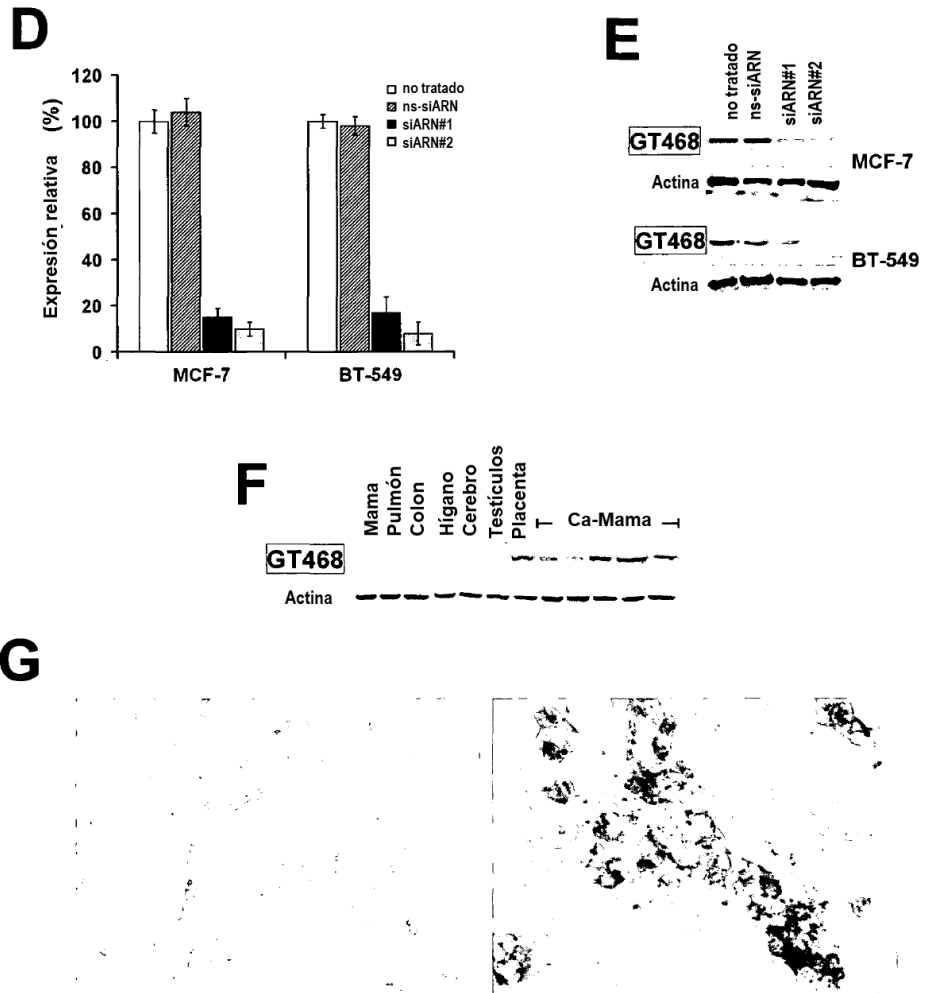 D
120
100
80
60
40
20
0
Expresión relativa (%)
no tratado
ns-siARN
siARN#1
siARN#2
MCF-7
BT-549
E
no tratado
ns-siARN
siARN#1
siARN#2
GT468
MCF-7
Actina
GT468
BT-549
Actina
F
Mama
Pulmón
Colon
Hígano
Cerebro
Testículos
Placenta
Ca-Mama
GT468
Actina
G